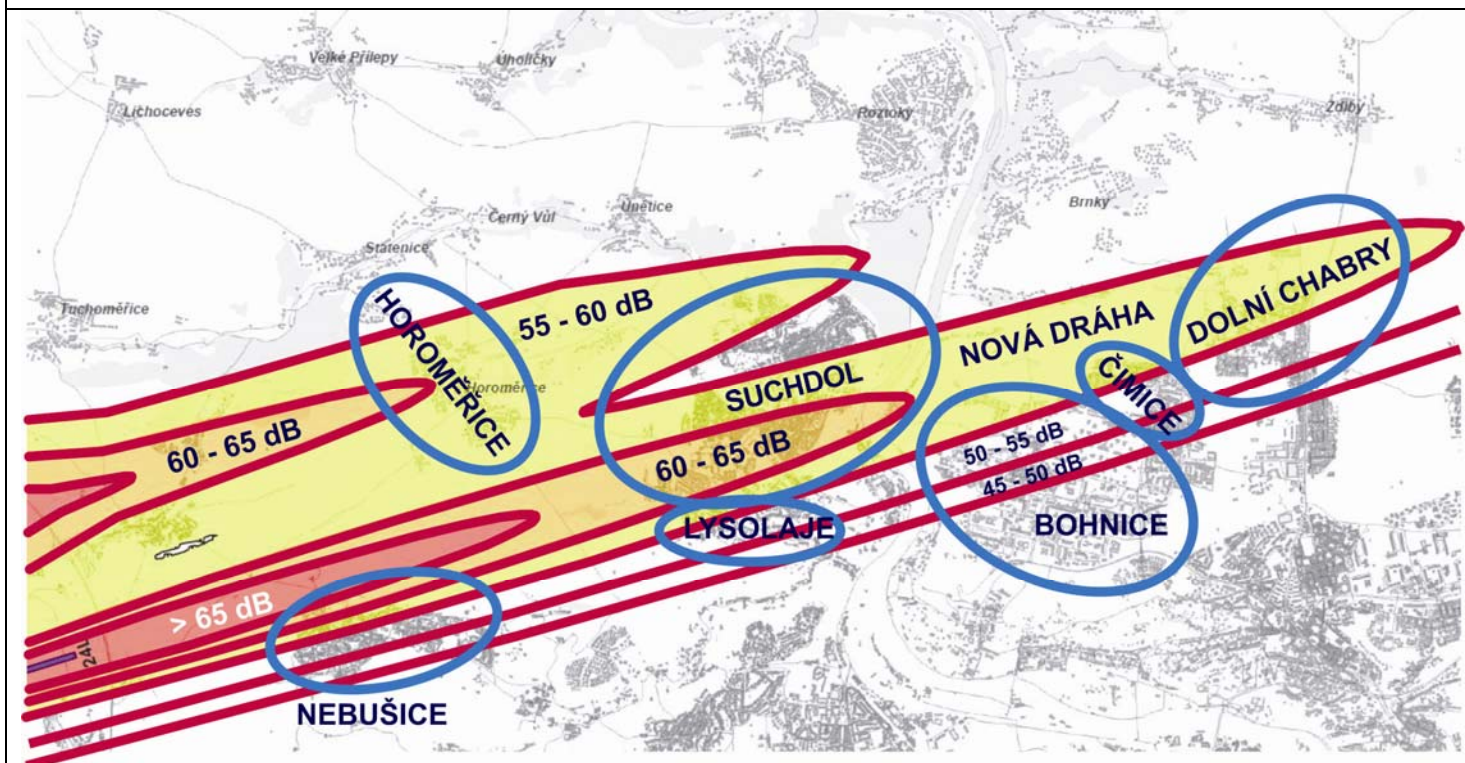 Velké Přílepy
Úholičky
Lichoceves
Roztoky
Zdiby
Únětice
Černý Vůl
Brnky
Statenice
Tuchoměřice
HOROMĚŘICE
55 - 60 dB
DOLNÍ CHABRY
NOVÁ DRÁHA
ČIMICE
Horoměřice
SUCHDOL
60 - 65 dB
60 - 65 dB
50 - 55 dB
45 - 50 dB
LYSOLAJE
BOHNICE
> 65 dB
24L
NEBUŠICE